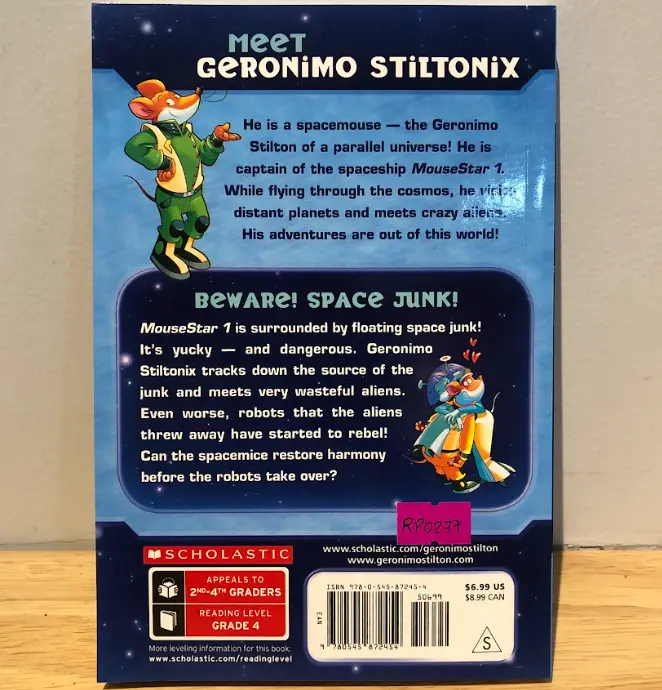 MEET
GERONIMO STILTONIX
He is a spacemouse — the Geronimo
Stilton of a parallel universe! He is
captain of the spaceship MouseStar 1.
While flying through the cosmos, he visits
distant planets and meets crazy aliens.
His adventures are out of this world!
BEWARE! SPACE JUNK!
MouseStar 1 is surrounded by floating space junk!
It's yucky — and dangerous. Geronimo
Stiltonix tracks down the source of the
junk and meets very wasteful aliens.
Even worse, robots that the aliens
threw away have started to rebel!
Can the spacemice restore harmony
before the robots take over?
RP0277
SCHOLASTIC
www.scholastic.com/geronimostilton
www.geronimostilton.com
APPEALS TO
2ND-4TH GRADERS
READING LEVEL
GRADE 4
More leveling information for this book:
www.scholastic.com/readinglevel
ISBN 978-0-545-87245-4
50699
EAN
9 780545 872454
$6.99 US
$8.99 CAN
S